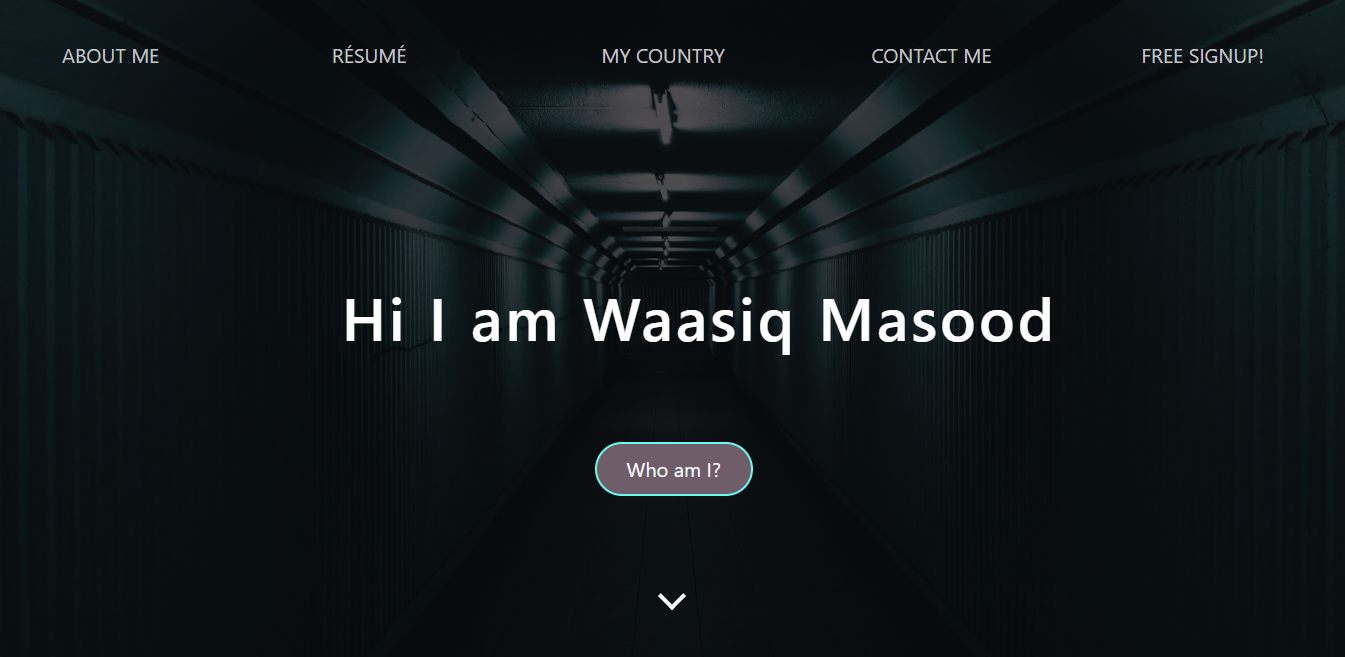 ABOUT ME
RÉSUMÉ
MY COUNTRY
CONTACT ME
FREE SIGNUP!
Hi I am Waasiq Masood
Who am I?